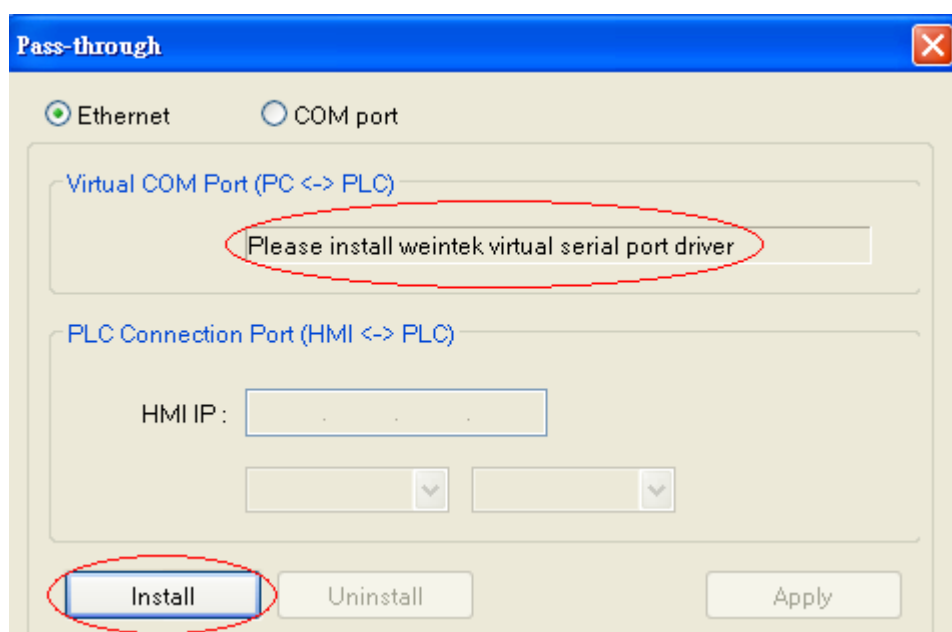 Pass-through
Ethernet COM port
Virtual COM Port (PC <-> PLC)
Please install weintek virtual serial port driver
PLC Connection Port (HMI <-> PLC)
HMI IP : . . .
Install Uninstall Apply